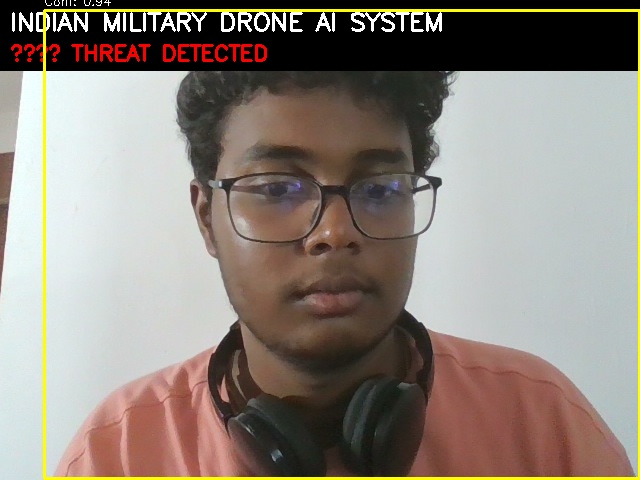 Conf: 0.94
INDIAN MILITARY DRONE AI SYSTEM
???? THREAT DETECTED